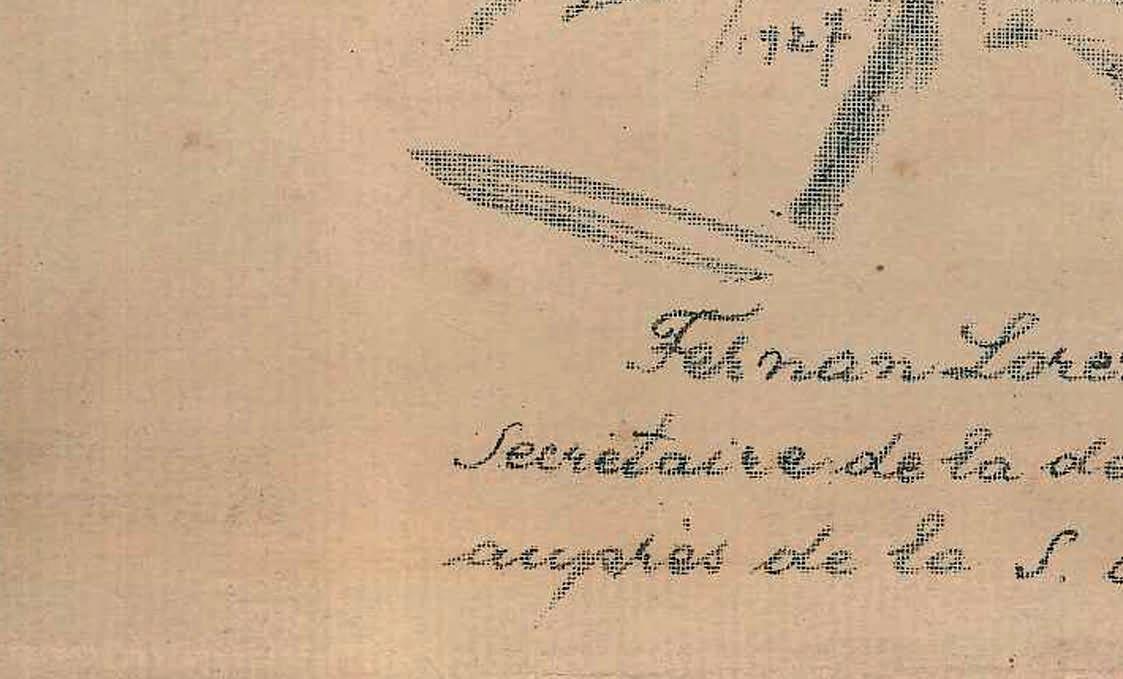 1927
Fernan Lore
Secrétaire de la de
auprès de la S.